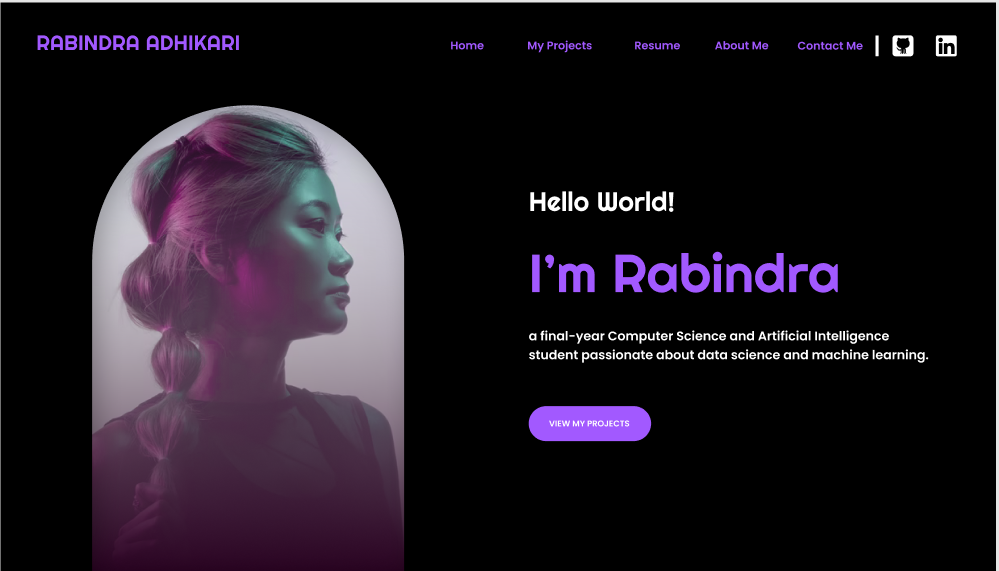 RABINDRA ADHIKARI
Home My Projects Resume About Me Contact Me in
Hello World!
I'm Rabindra
a final-year Computer Science and Artificial Intelligence
student passionate about data science and machine learning.
VIEW MY PROJECTS